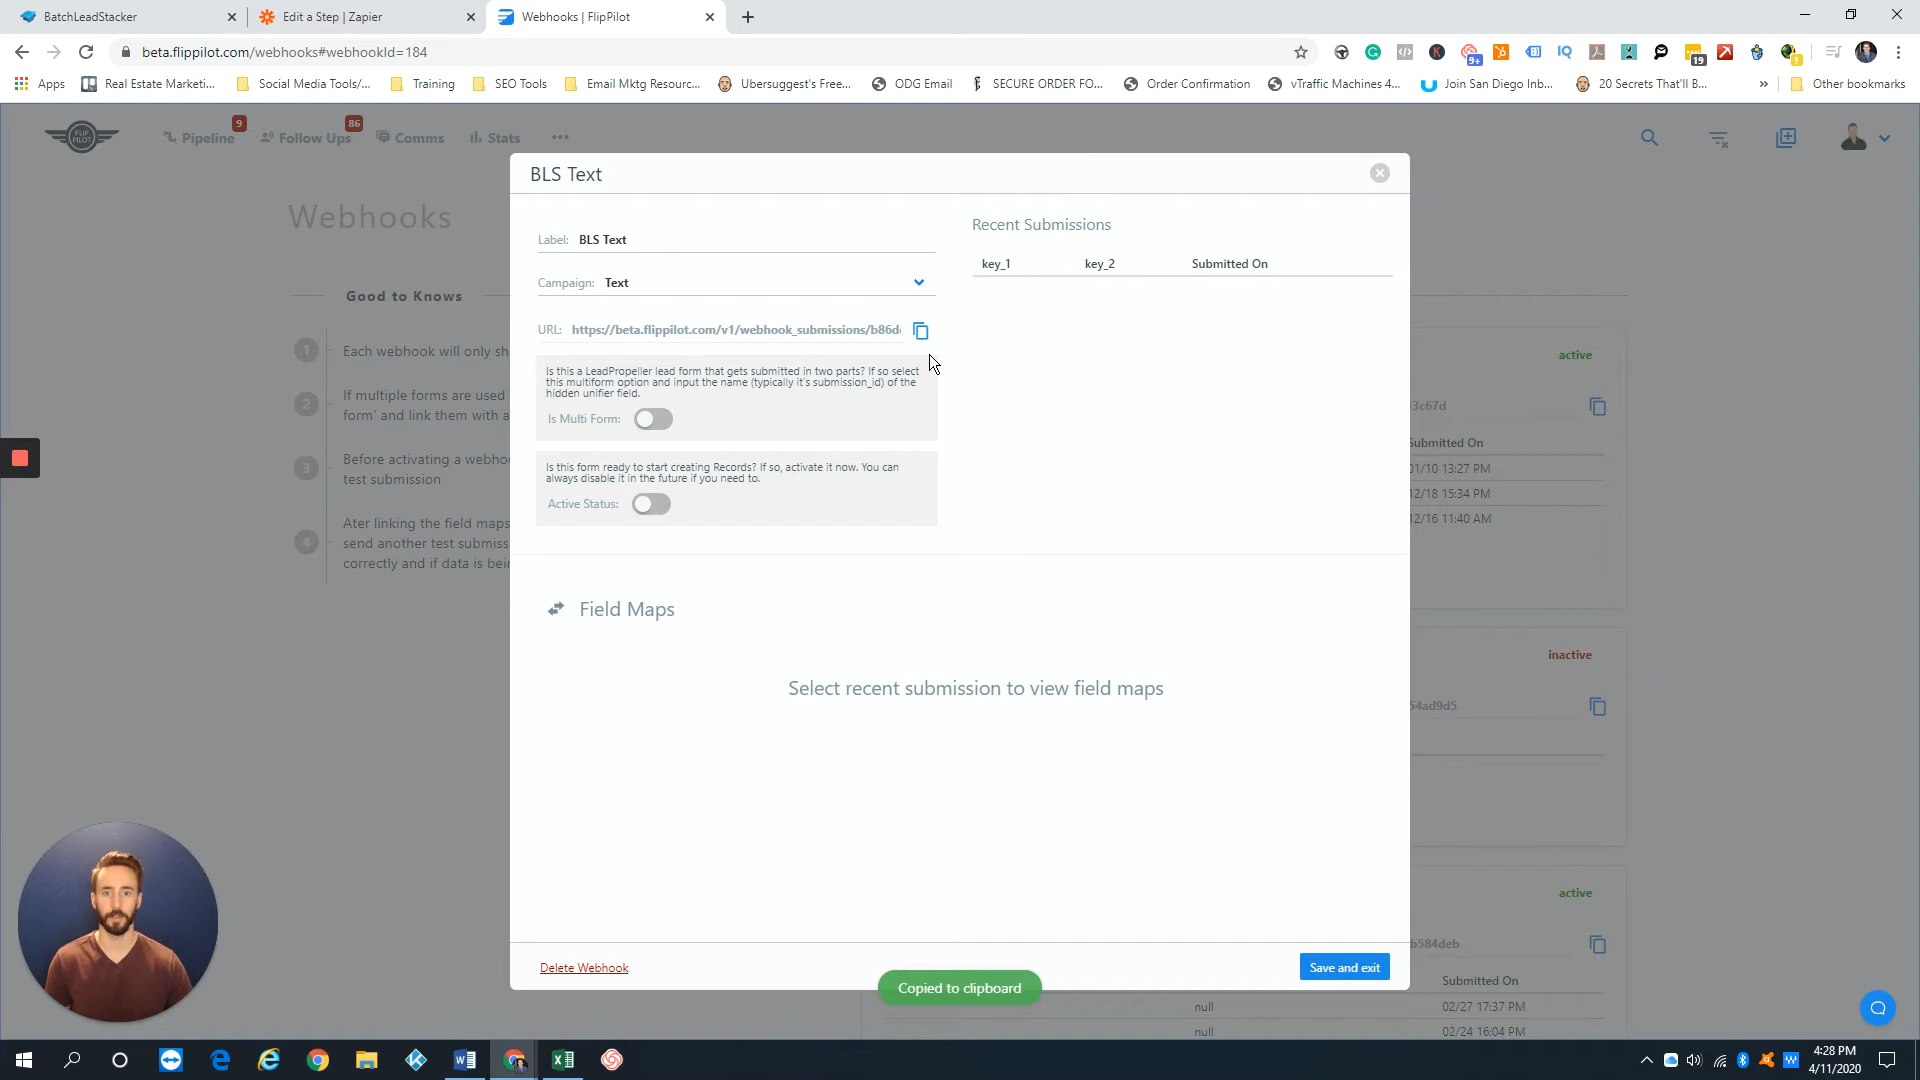 BatchLeadStacker
Edit a Step | Zapier
Webhooks | FlipPilot
beta.flippilot.com/webhooks#webhookId=184
9+
19
Apps
Real Estate Marketi...
Social Media Tools/...
Training
SEO Tools
Email Mktg Resourc...
Ubersuggest's Free...
ODG Email
SECURE ORDER FO...
Order Confirmation
vTraffic Machines 4...
Join San Diego Inb...
20 Secrets That'll B...
»
Other bookmarks
FLIP
PILOT
Pipeline
9
Follow Ups
86
Comms
Stats
Webhooks
Good to Knows
1
Each webhook will only sh
2
If multiple forms are used
form' and link them with a
3
Before activating a webho
test submission
4
Ater linking the field maps
send another test submiss
correctly and if data is bein
BLS Text
Label: BLS Text
Campaign: Text
URL: https://beta.flippilot.com/v1/webhook_submissions/b86d
Is this a LeadPropeller lead form that gets submitted in two parts? If so select
this multiform option and input the name (typically it's submission_id) of the
hidden unifier field.
Is Multi Form:
Is this form ready to start creating Records? If so, activate it now. You can
always disable it in the future if you need to.
Active Status:
Recent Submissions
key_1 key_2 Submitted On
Field Maps
Select recent submission to view field maps
Delete Webhook
Save and exit
Copied to clipboard
active
3c67d
Submitted On
01/10 13:27 PM
12/18 15:34 PM
12/16 11:40 AM
inactive
54ad9d5
active
b584deb
Submitted On
null 02/27 17:37 PM
null 02/24 16:04 PM
4:28 PM
4/11/2020